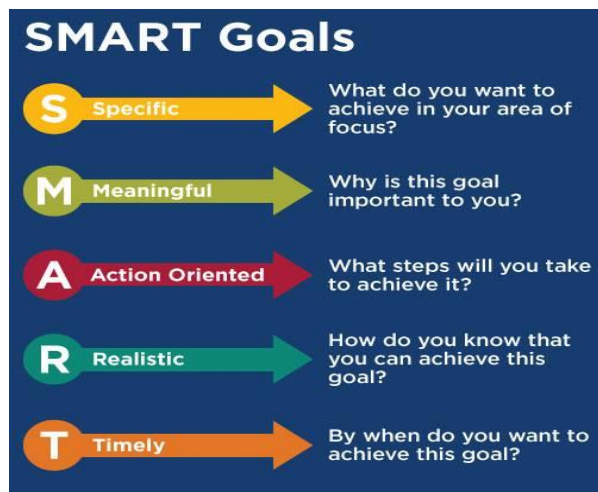 SMART Goals
S Specific
What do you want to
achieve in your area of
focus?
M Meaningful
Why is this goal
important to you?
A Action Oriented
What steps will you take
to achieve it?
R Realistic
How do you know that
you can achieve this
goal?
T Timely
By when do you want to
achieve this goal?